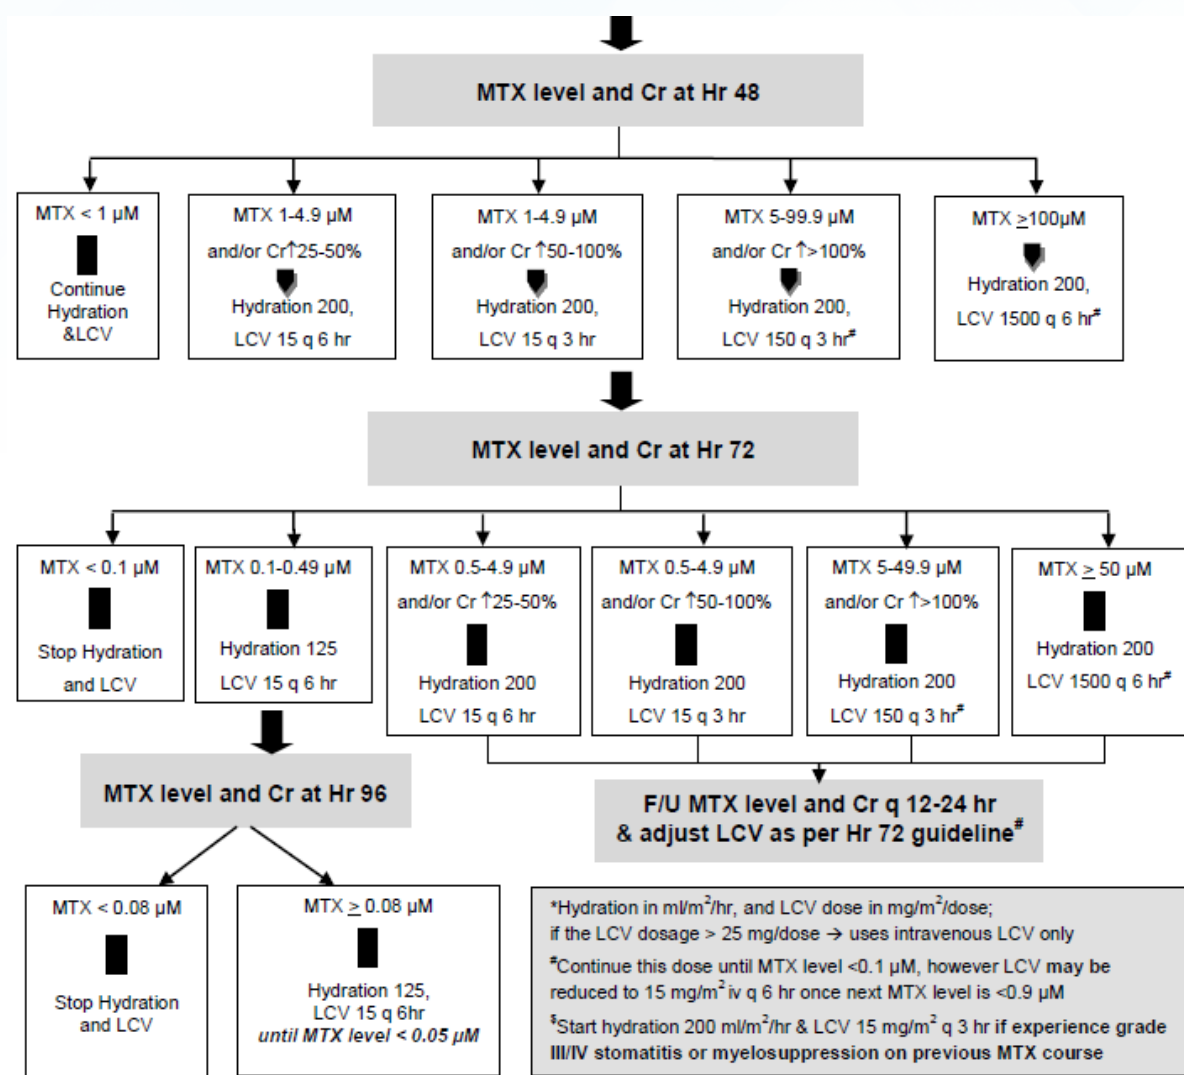 MTX level and Cr at Hr 48
MTX < 1 µM
Continue
Hydration
&LCV
MTX 1-4.9 µM
and/or Cr↑25-50%
Hydration 200,
LCV 15 q 6 hr
MTX 1-4.9 µM
and/or Cr ↑50-100%
Hydration 200,
LCV 15 q 3 hr
MTX 5-99.9 µM
and/or Cr ↑>100%
Hydration 200,
LCV 150 q 3 hr#
MTX ≥100µM
Hydration 200,
LCV 1500 q 6 hr#
MTX level and Cr at Hr 72
MTX < 0.1 µM
Stop Hydration
and LCV
MTX 0.1-0.49 µM
Hydration 125
LCV 15 q 6 hr
MTX 0.5-4.9 µM
and/or Cr ↑25-50%
Hydration 200
LCV 15 q 6 hr
MTX 0.5-4.9 µM
and/or Cr ↑50-100%
Hydration 200
LCV 15 q 3 hr
MTX 5-49.9 µM
and/or Cr ↑>100%
Hydration 200
LCV 150 q 3 hr#
MTX ≥ 50 µM
Hydration 200
LCV 1500 q 6 hr#
MTX level and Cr at Hr 96
F/U MTX level and Cr q 12-24 hr
& adjust LCV as per Hr 72 guideline#
MTX < 0.08 µM
Stop Hydration
and LCV
MTX ≥ 0.08 µM
Hydration 125,
LCV 15 q 6hr
until MTX level < 0.05 µM
*Hydration in ml/m²/hr, and LCV dose in mg/m²/dose;
if the LCV dosage > 25 mg/dose → uses intravenous LCV only
#Continue this dose until MTX level <0.1 µM, however LCV may be
reduced to 15 mg/m² iv q 6 hr once next MTX level is <0.9 µM
$Start hydration 200 ml/m²/hr & LCV 15 mg/m² q 3 hr if experience grade
III/IV stomatitis or myelosuppression on previous MTX course